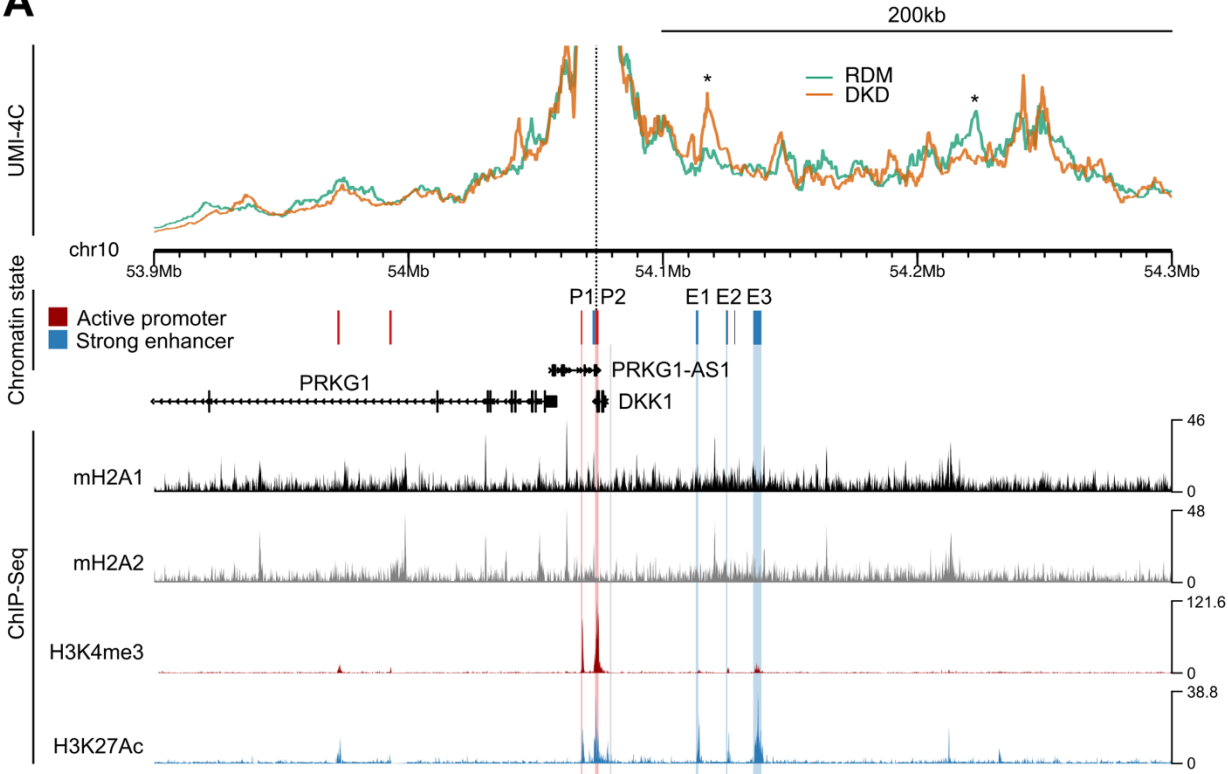 A
200kb
UMI-4C
* RDM
DKD *
chr10
53.9Mb 54Mb 54.1Mb 54.2Mb 54.3Mb
Chromatin state
P1 P2 E1 E2 E3
Active promoter
Strong enhancer
PRKG1-AS1
PRKG1
DKK1
ChIP-Seq
46
mH2A1
0
48
mH2A2
0
121.6
H3K4me3
0
38.8
H3K27Ac
0